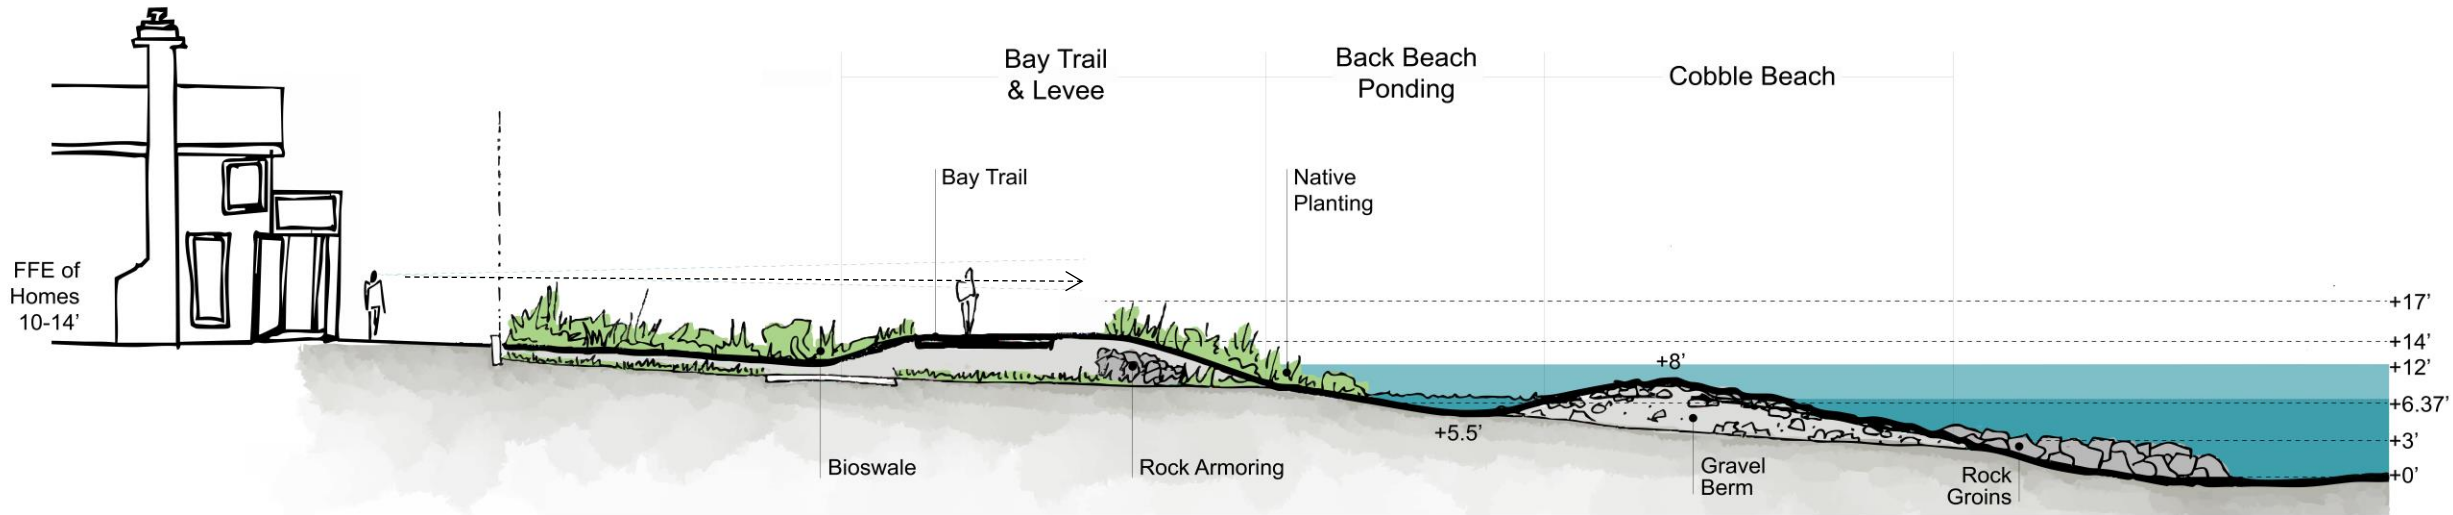 Bay Trail
& Levee
Back Beach
Ponding
Cobble Beach
Bay Trail
Native
Planting
FFE of
Homes
10-14’
+17’
+14’
+12’
+8’
+6.37’
+5.5’
+3’
+0’
Bioswale
Rock Armoring
Gravel
Berm
Rock
Groins